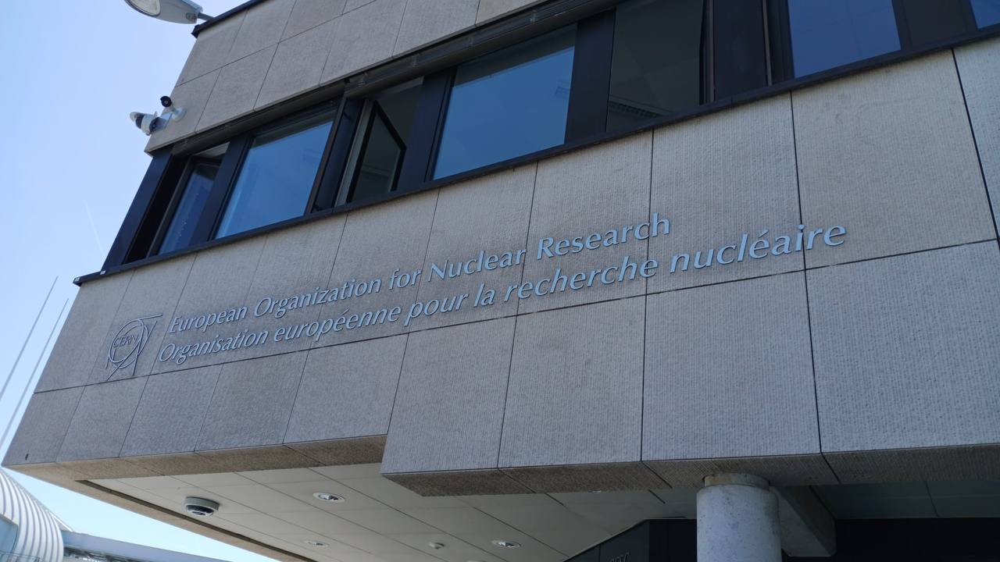 CERN
European Organization for Nuclear Research
Organisation européenne pour la recherche nucléaire